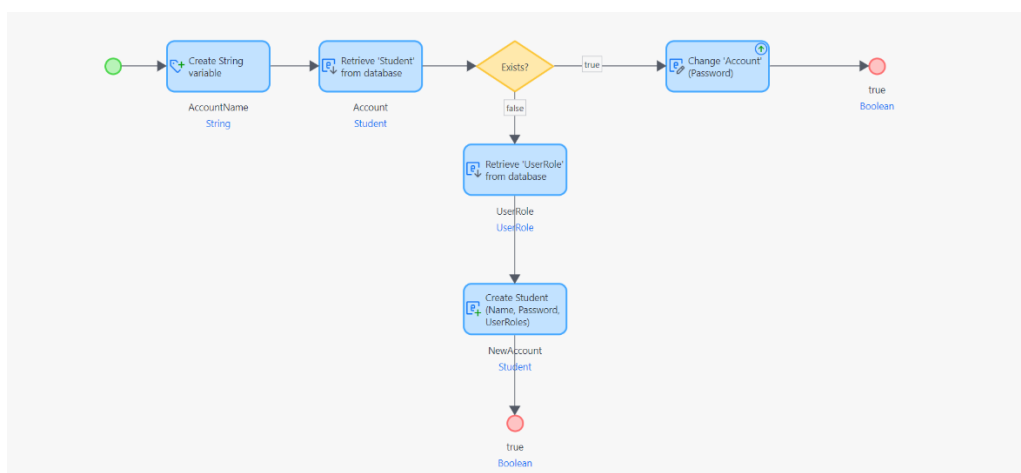 Create String
variable
AccountName
String
Retrieve 'Student'
from database
Account
Student
Exists?
true
Change 'Account'
(Password)
true
Boolean
false
Retrieve 'UserRole'
from database
UserRole
UserRole
Create Student
(Name, Password,
UserRoles)
NewAccount
Student
true
Boolean